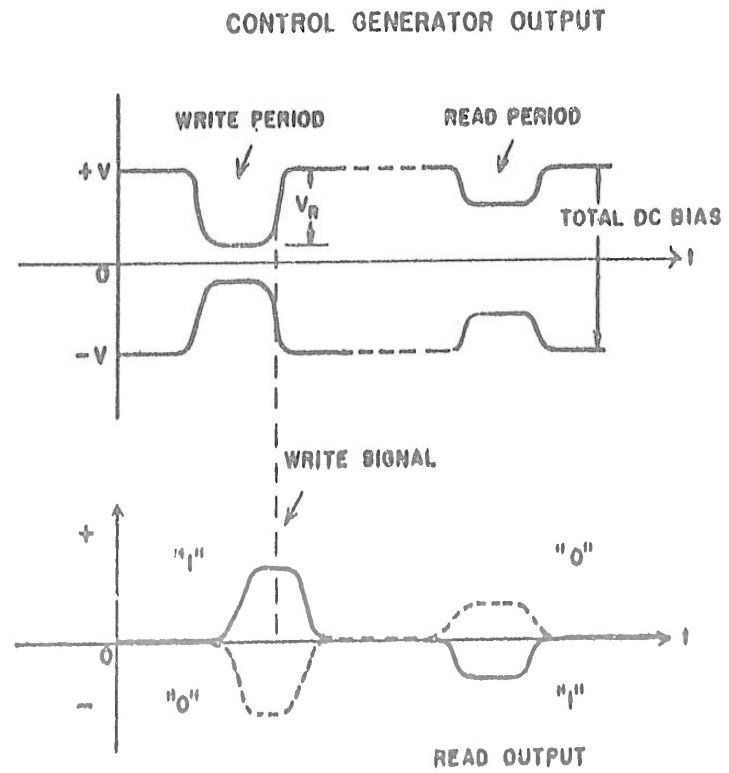 CONTROL GENERATOR OUTPUT
WRITE PERIOD
READ PERIOD
+V
V_R
TOTAL DC BIAS
t
0
-V
WRITE SIGNAL
+
"1"
"0"
t
0
-
"0"
"1"
READ OUTPUT